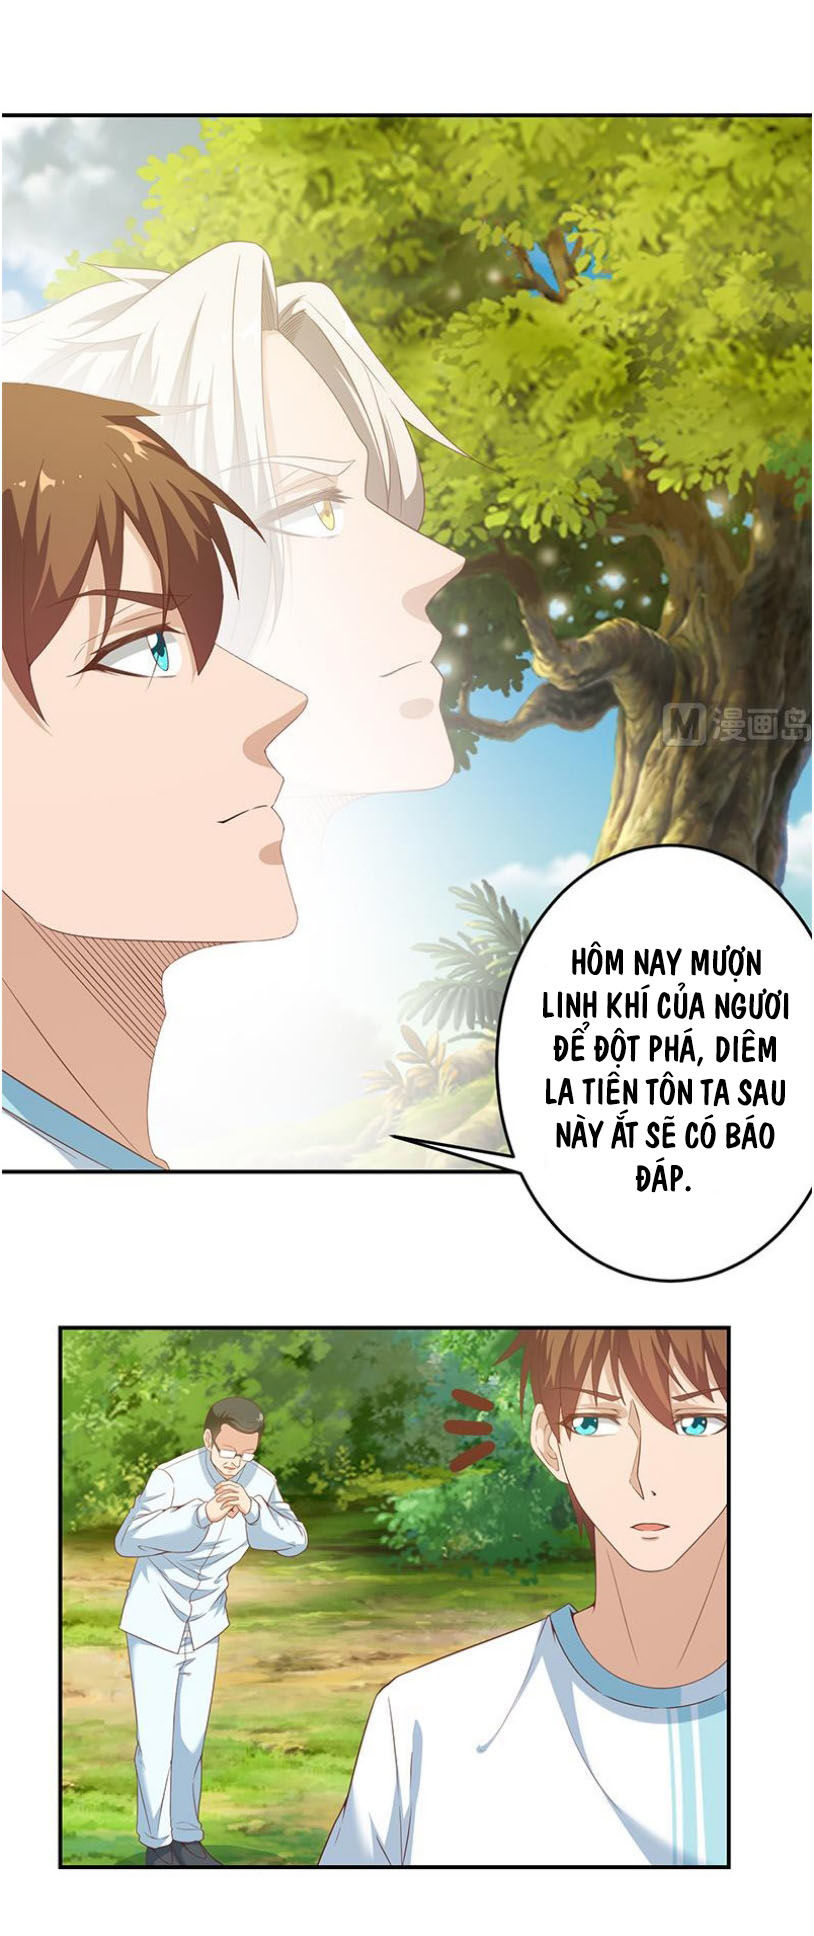 M 漫画岛
HÔM NAY MƯỢN
LINH KHÍ CỦA NGƯƠI
ĐỂ ĐỘT PHÁ, DIÊM
LA TIÊN TÔN TA SAU
NÀY ẮT SẼ CÓ BÁO
ĐÁP.